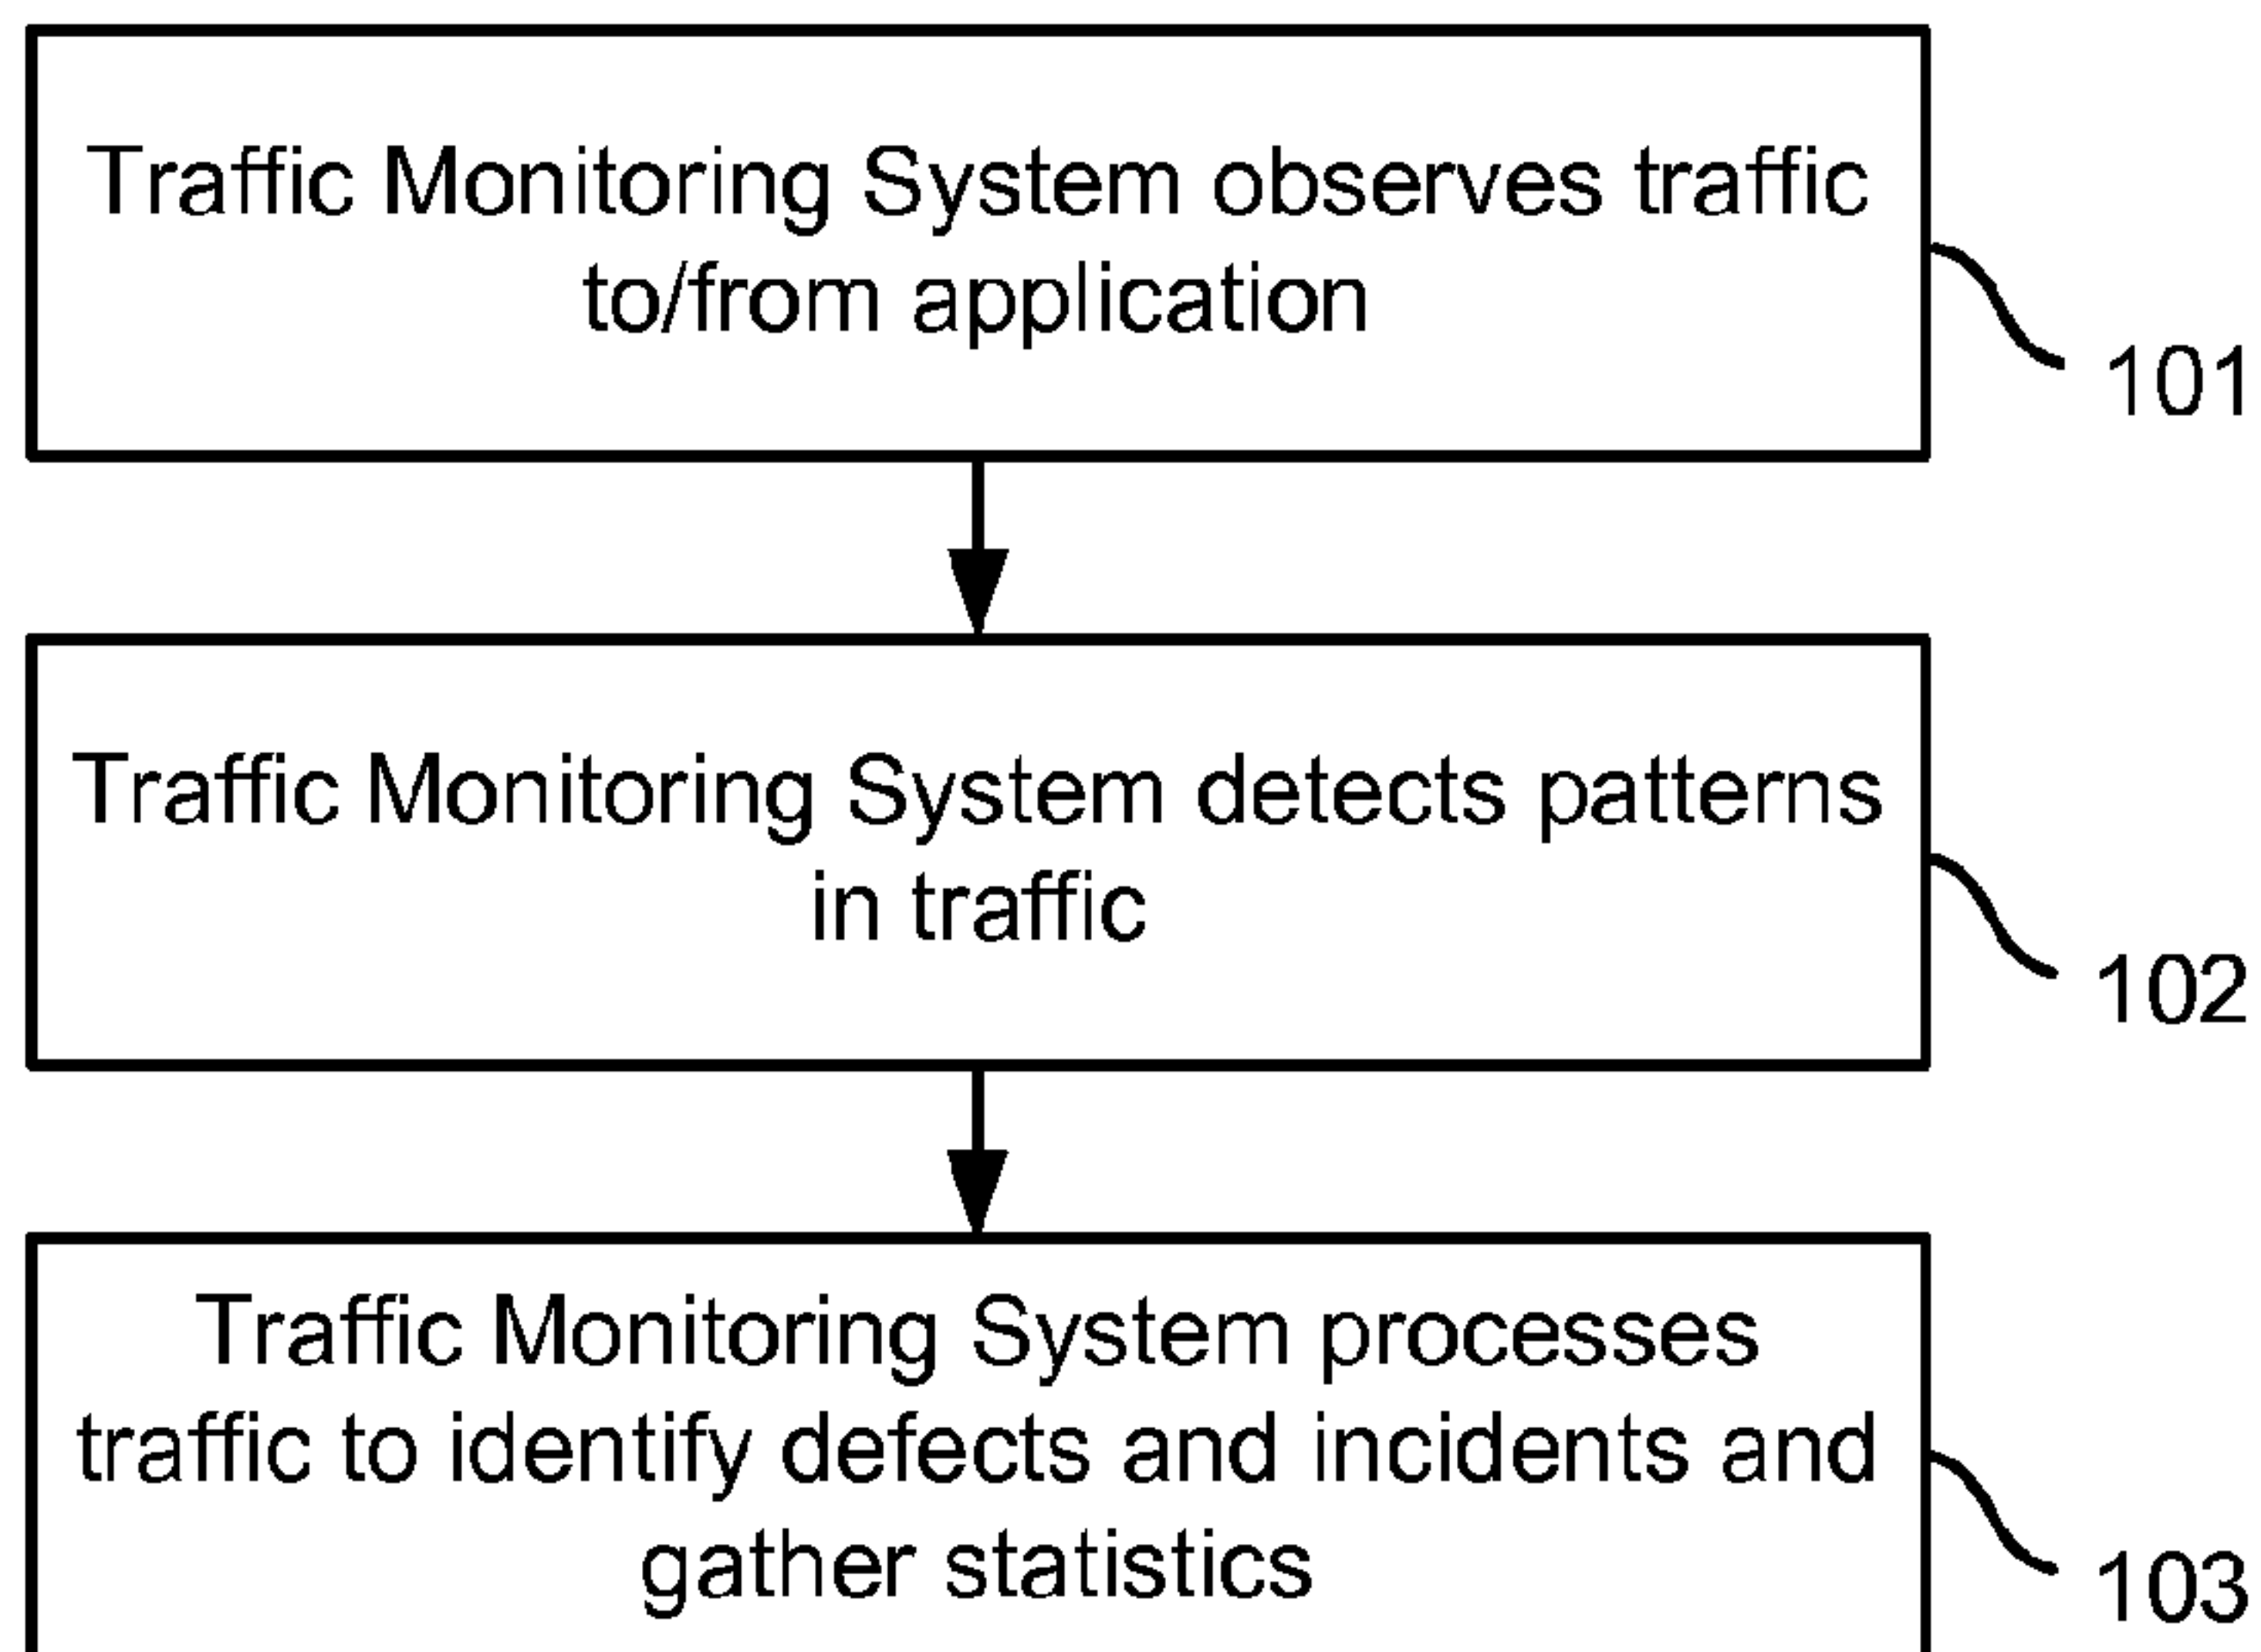 Traffic Monitoring System observes traffic
to/from application
101
Traffic Monitoring System detects patterns
in traffic
102
Traffic Monitoring System processes
traffic to identify defects and incidents and
gather statistics
103